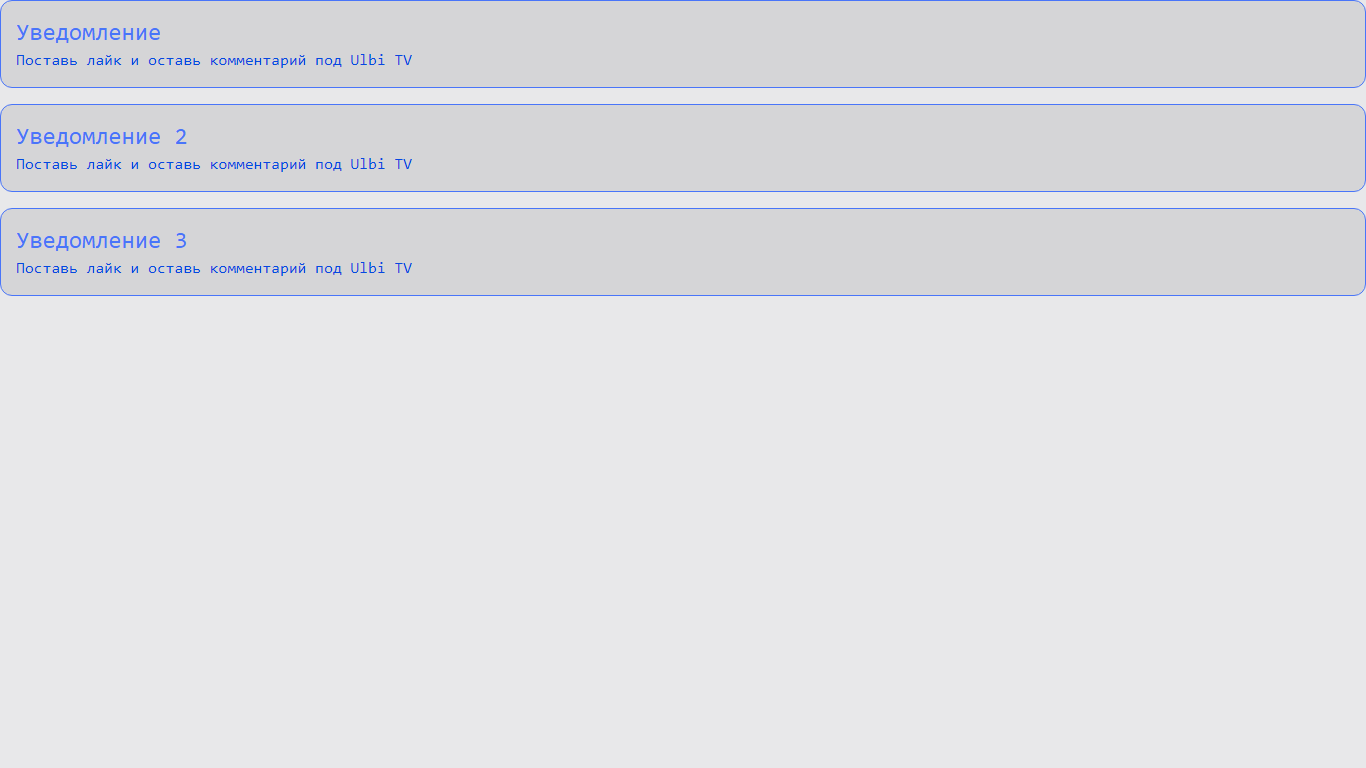 Уведомление
Поставь лайк и оставь комментарий под Ulbi TV
Уведомление 2
Поставь лайк и оставь комментарий под Ulbi TV
Уведомление 3
Поставь лайк и оставь комментарий под Ulbi TV